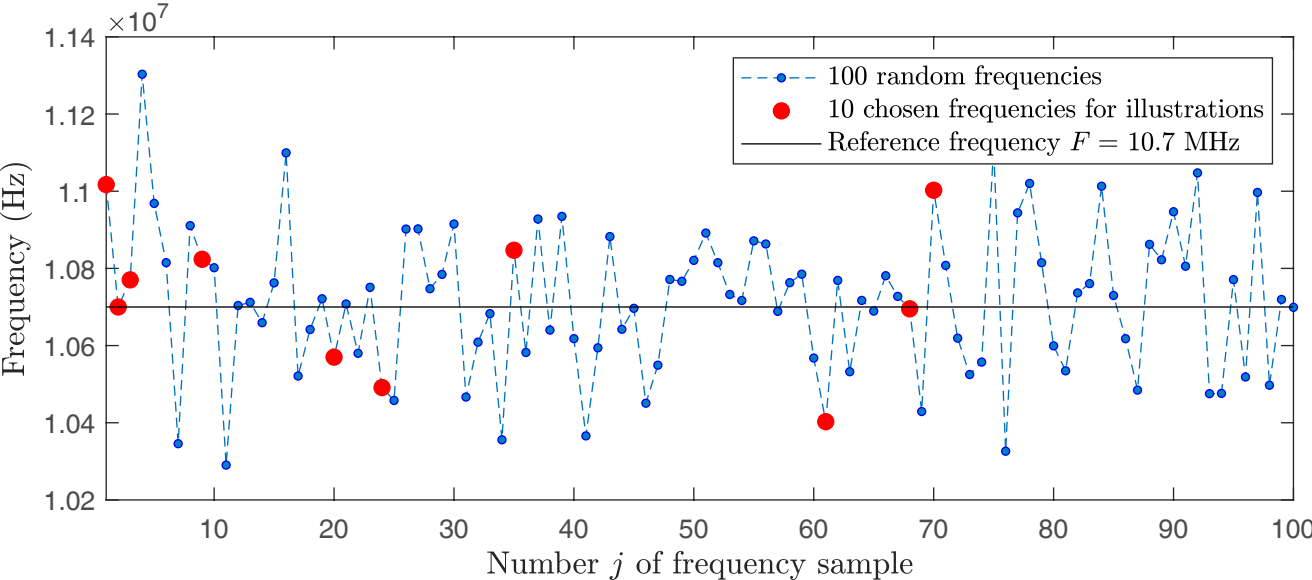 ×10⁷
1.14
1.12
1.1
1.08
1.06
1.04
1.02
Frequency (Hz)
100 random frequencies
10 chosen frequencies for illustrations
Reference frequency F = 10.7 MHz
10 20 30 40 50 60 70 80 90 100
Number j of frequency sample